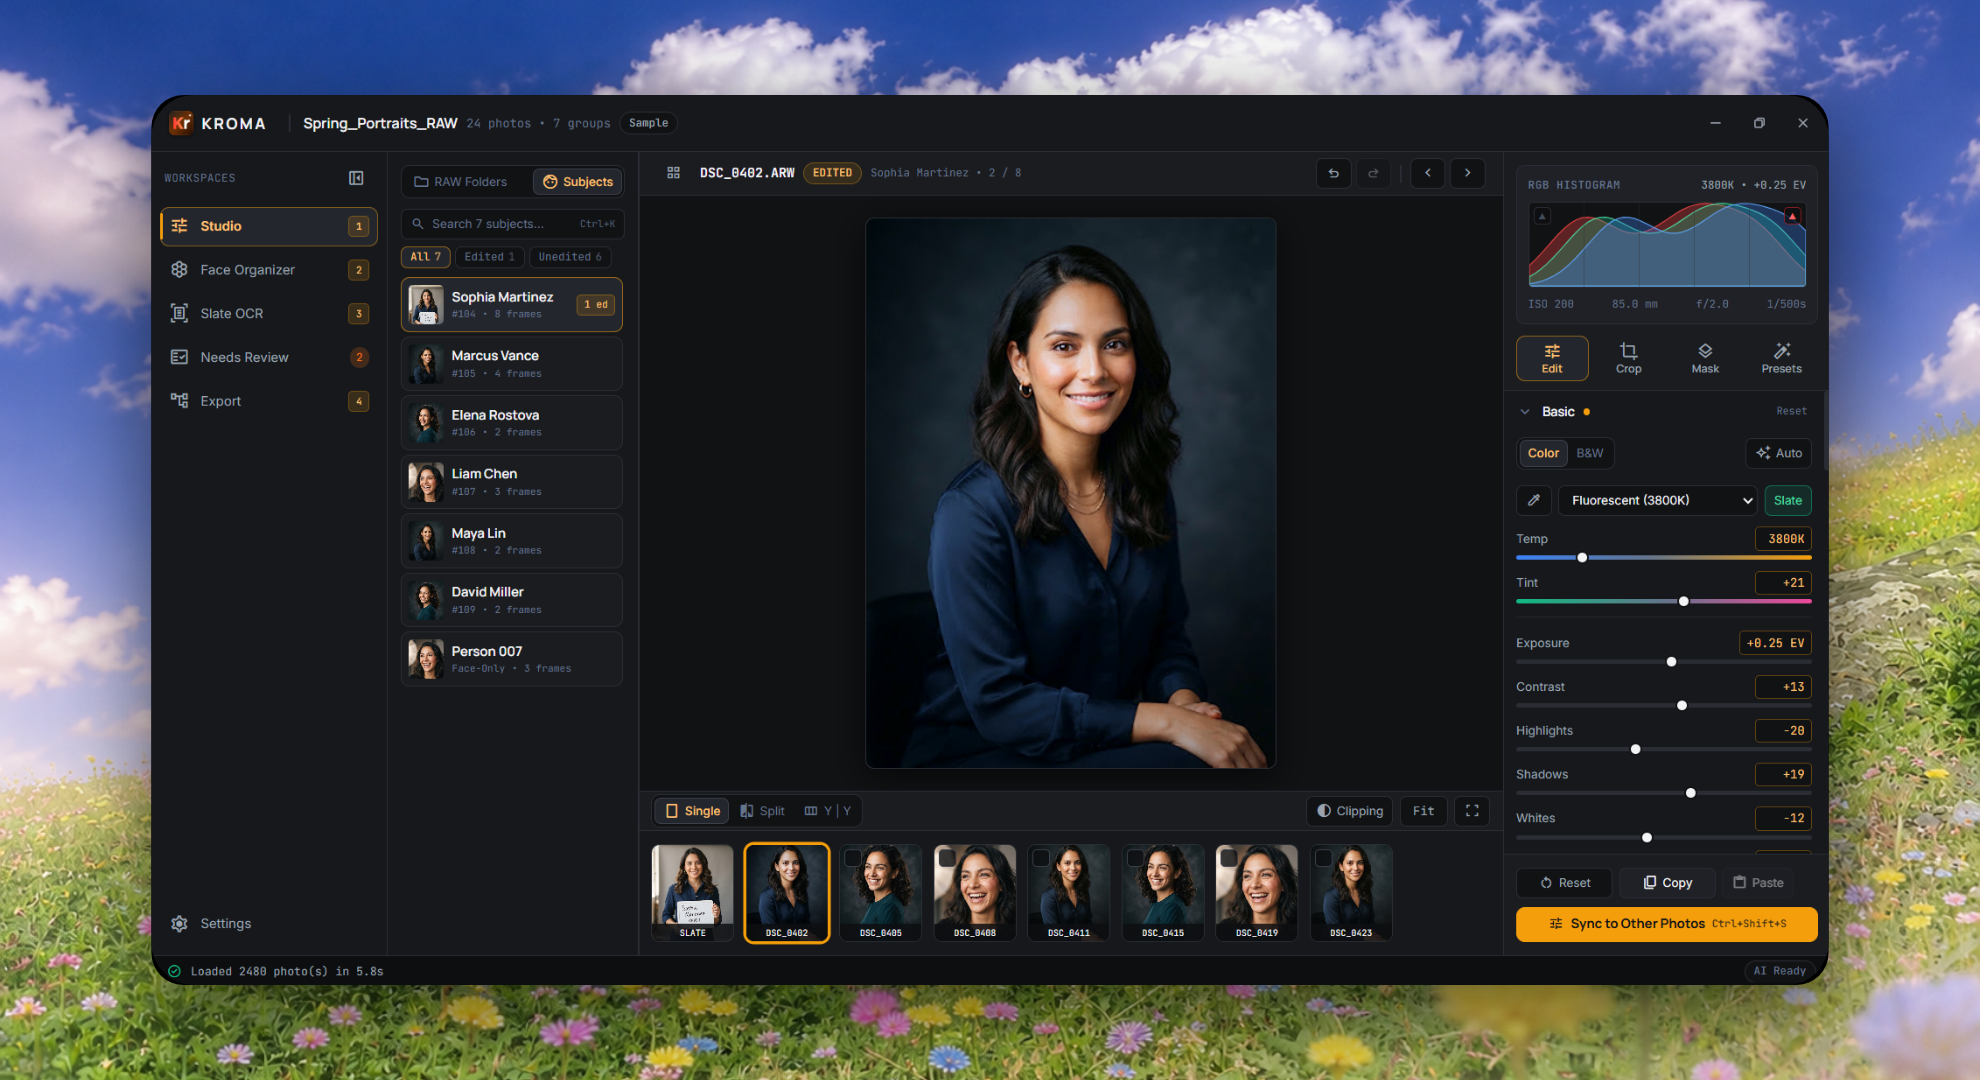 Kr KROMA Spring_Portraits_RAW 24 photos • 7 groups Sample
WORKSPACES
Studio 1
Face Organizer 2
Slate OCR 3
Needs Review 2
Export 4
Settings
RAW Folders Subjects
Search 7 subjects... Ctrl+K
All 7 Edited 1 Unedited 6
Sophia Martinez
#104 • 8 frames
1 ed
Marcus Vance
#105 • 4 frames
Elena Rostova
#106 • 2 frames
Liam Chen
#107 • 3 frames
Maya Lin
#108 • 2 frames
David Miller
#109 • 2 frames
Person 007
Face-Only • 3 frames
DSC_0402.ARW EDITED Sophia Martinez • 2 / 8
Single Split Y | Y Clipping Fit
SLATE DSC_0402 DSC_0405 DSC_0408 DSC_0411 DSC_0415 DSC_0419 DSC_0423
RGB HISTOGRAM 3800K • +0.25 EV
ISO 200 85.0 mm f/2.0 1/500s
Edit Crop Mask Presets
Basic Reset
Color B&W Auto
Fluorescent (3800K) Slate
Temp 3800K
Tint +21
Exposure +0.25 EV
Contrast +13
Highlights -20
Shadows +19
Whites -12
Reset Copy Paste
Sync to Other Photos Ctrl+Shift+S
Loaded 2480 photo(s) in 5.8s AI Ready